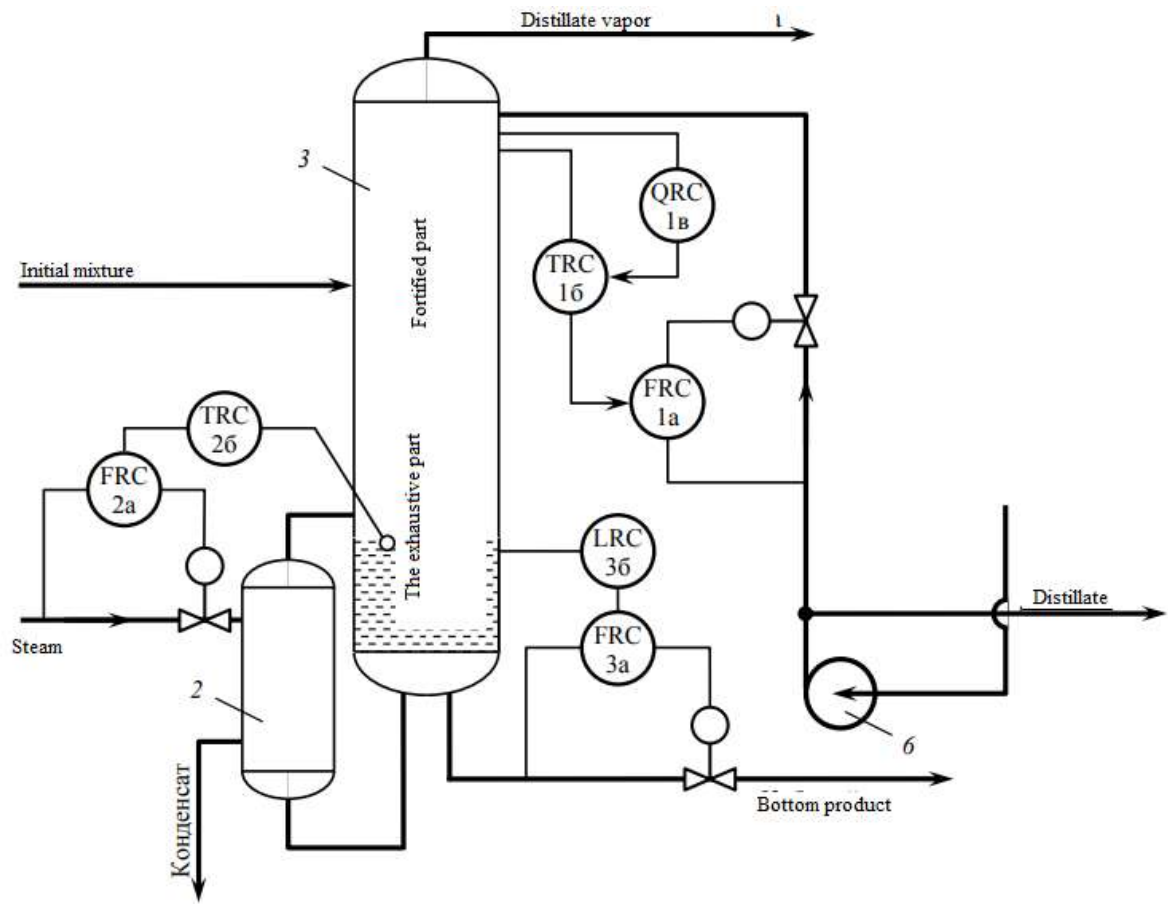 Distillate vapor
3
QRC
1в
TRC
1б
Initial mixture
Fortified part
FRC
1а
TRC
2б
FRC
2а
The exhaustive part
LRC
3б
FRC
3а
Distillate
Steam
2
6
Конденсат
Bottom product